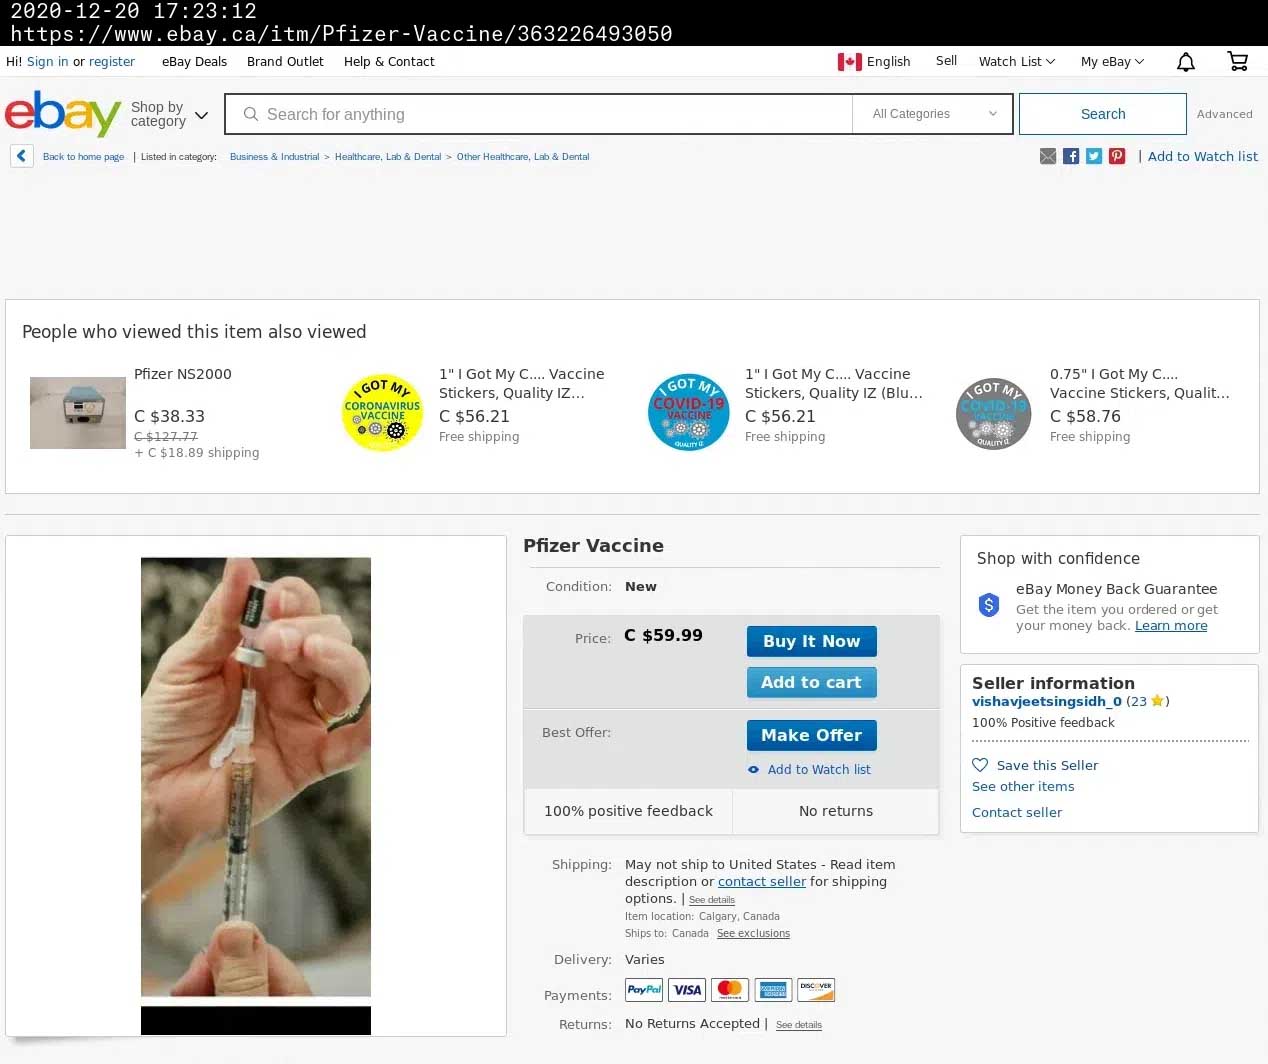 2020-12-20 17:23:12
https://www.ebay.ca/itm/Pfizer-Vaccine/363226493050
Hi! Sign in or register eBay Deals Brand Outlet Help & Contact English Sell Watch List My eBay
ebay Shop by category Search for anything All Categories Search Advanced
Back to home page | Listed in category: Business & Industrial > Healthcare, Lab & Dental > Other Healthcare, Lab & Dental | Add to Watch list
People who viewed this item also viewed
Pfizer NS2000
C $38.33
C $127.77
+ C $18.89 shipping
I GOT MY
CORONAVIRUS
VACCINE
1" I Got My C.... Vaccine
Stickers, Quality IZ...
C $56.21
Free shipping
I GOT MY
COVID-19
VACCINE
QUALITY IZ
1" I Got My C.... Vaccine
Stickers, Quality IZ (Blu...
C $56.21
Free shipping
I GOT MY
COVID-19
VACCINE
QUALITY IZ
0.75" I Got My C....
Vaccine Stickers, Qualit...
C $58.76
Free shipping
Pfizer Vaccine
Condition: New
Price: C $59.99
Buy It Now
Add to cart
Best Offer:
Make Offer
Add to Watch list
100% positive feedback No returns
Shipping: May not ship to United States - Read item
description or contact seller for shipping
options. | See details
Item location: Calgary, Canada
Ships to: Canada See exclusions
Delivery: Varies
Payments: PayPal VISA DISCOVER
Returns: No Returns Accepted | See details
Shop with confidence
eBay Money Back Guarantee
Get the item you ordered or get
your money back. Learn more
Seller information
vishavjeetsingsidh_0 (23)
100% Positive feedback
Save this Seller
See other items
Contact seller